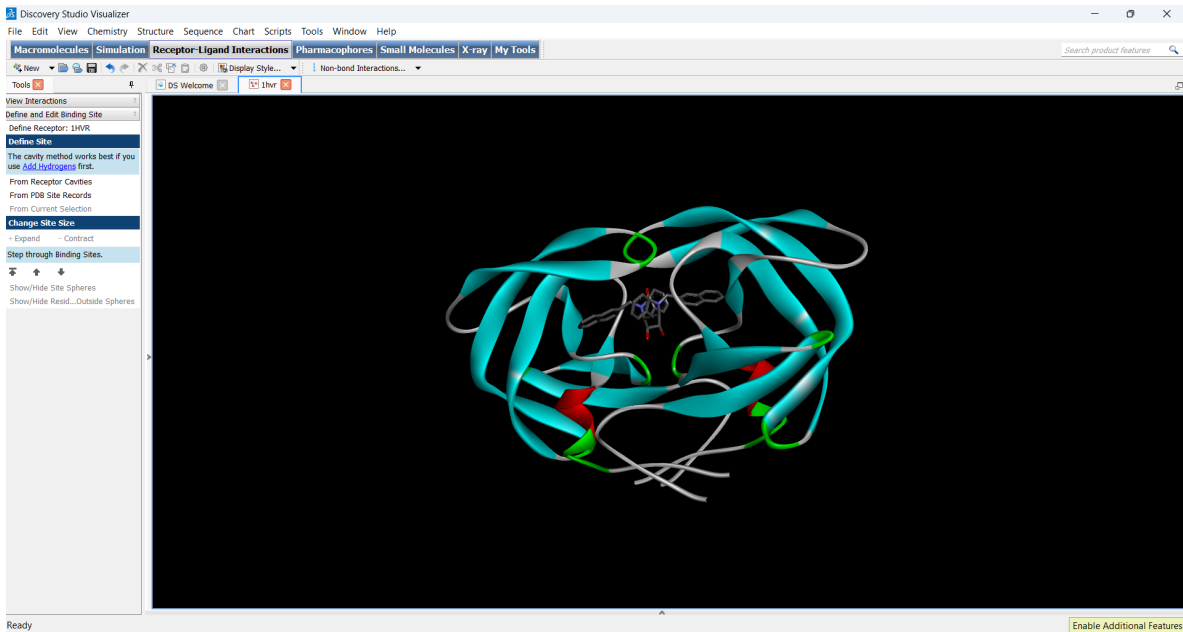 Discovery Studio Visualizer
File Edit View Chemistry Structure Sequence Chart Scripts Tools Window Help
Macromolecules Simulation Receptor-Ligand Interactions Pharmacophores Small Molecules X-ray My Tools
Search product features
New Display Style... Non-bond Interactions...
Tools DS Welcome 1hvr
View Interactions
Define and Edit Binding Site
Define Receptor: 1HVR
Define Site
The cavity method works best if you
use Add Hydrogens first.
From Receptor Cavities
From PDB Site Records
From Current Selection
Change Site Size
+ Expand - Contract
Step through Binding Sites.
Show/Hide Site Spheres
Show/Hide Resid...Outside Spheres
Ready
Enable Additional Features